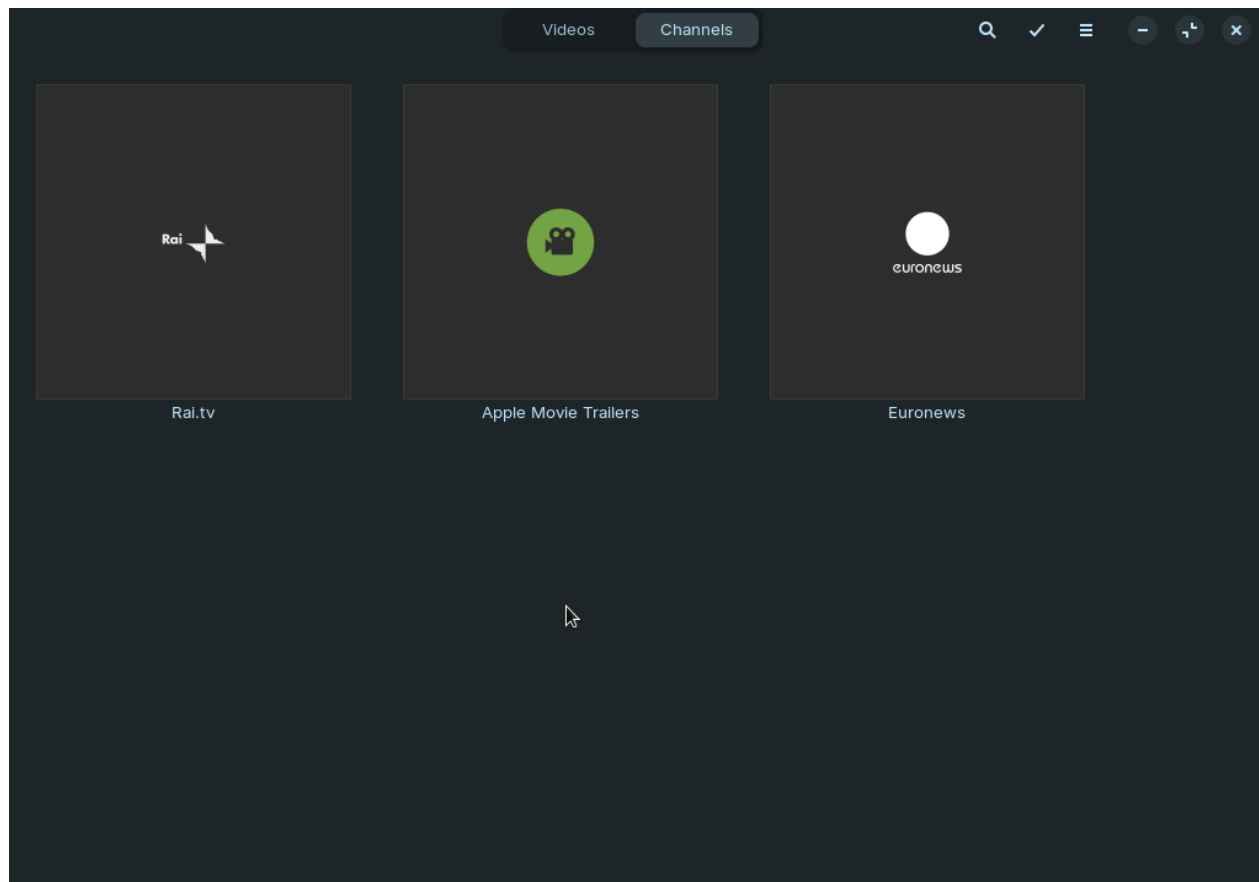 Videos
Channels
Rai
euronews
Rai.tv
Apple Movie Trailers
Euronews